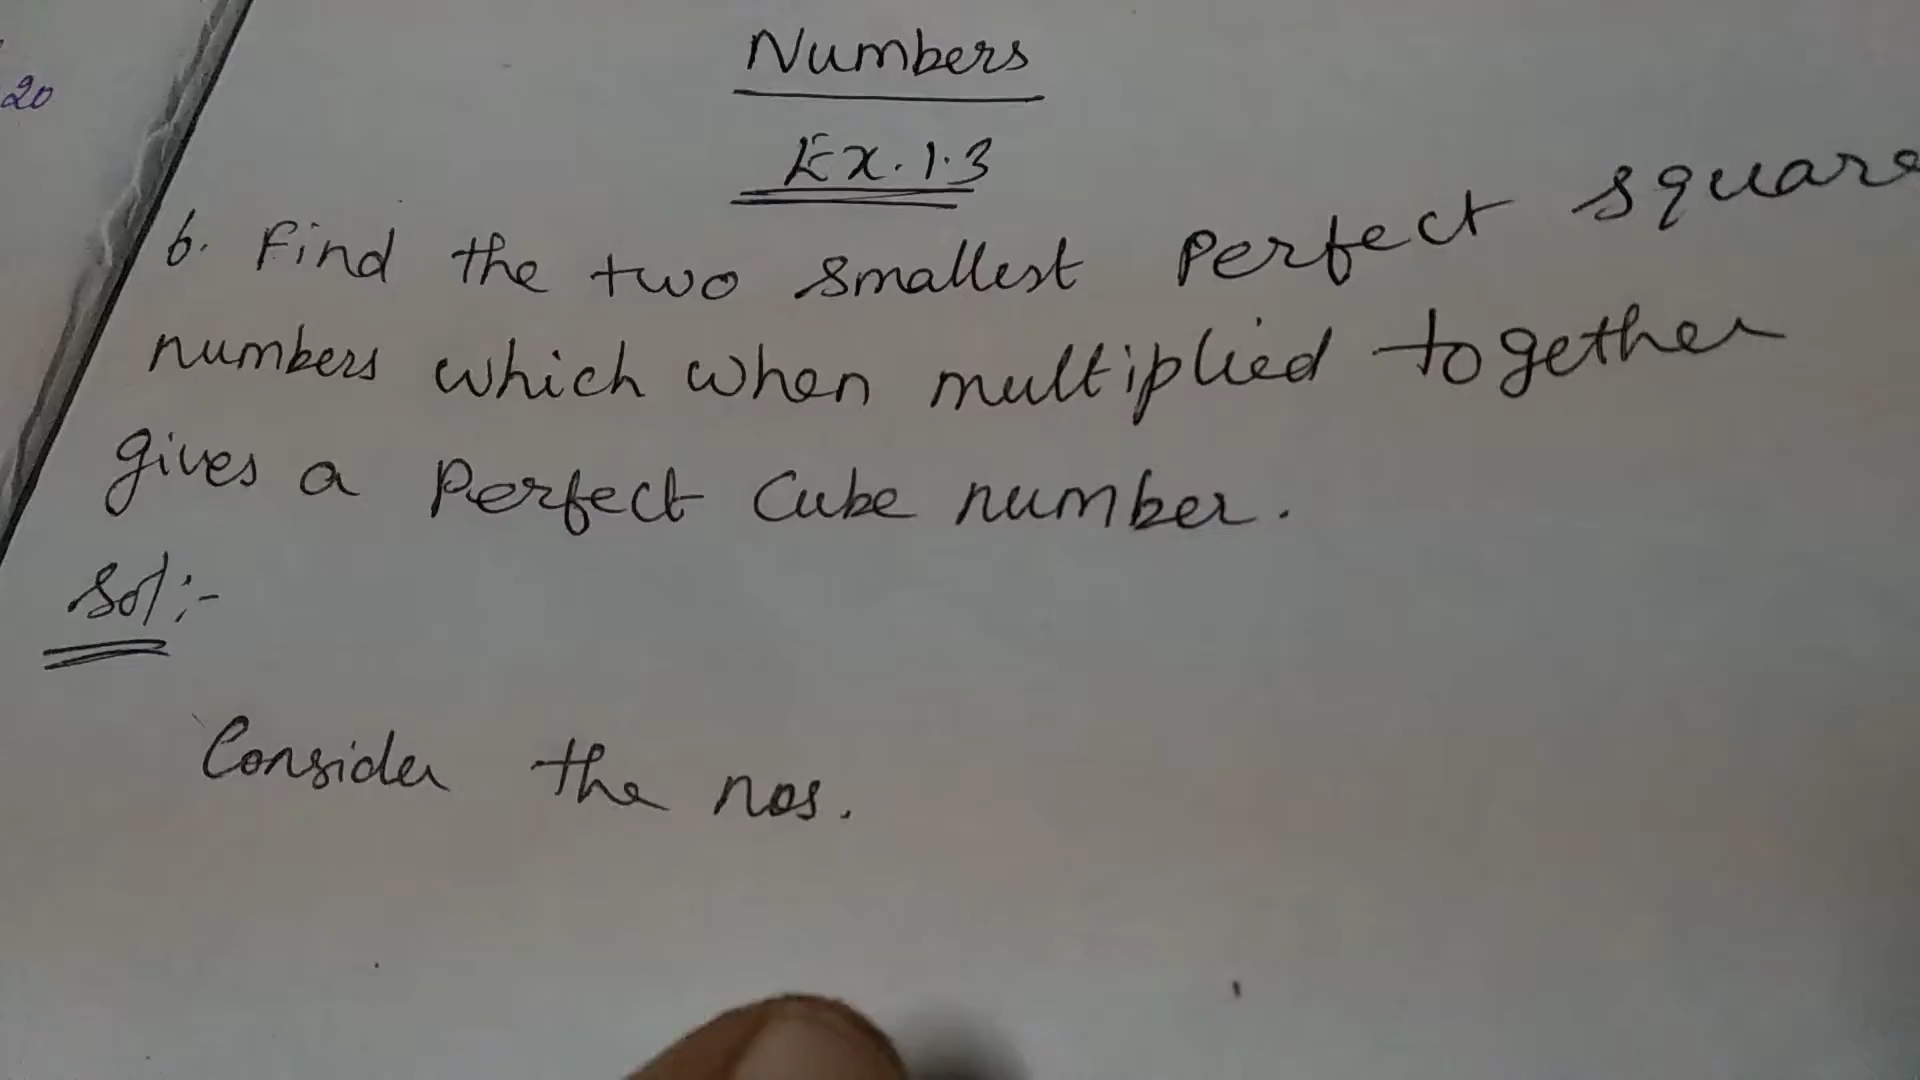 20
Numbers
Ex. 1.3
6. Find the two smallest perfect square
numbers which when multiplied together
gives a perfect cube number.
Sol:-
Consider the nos.